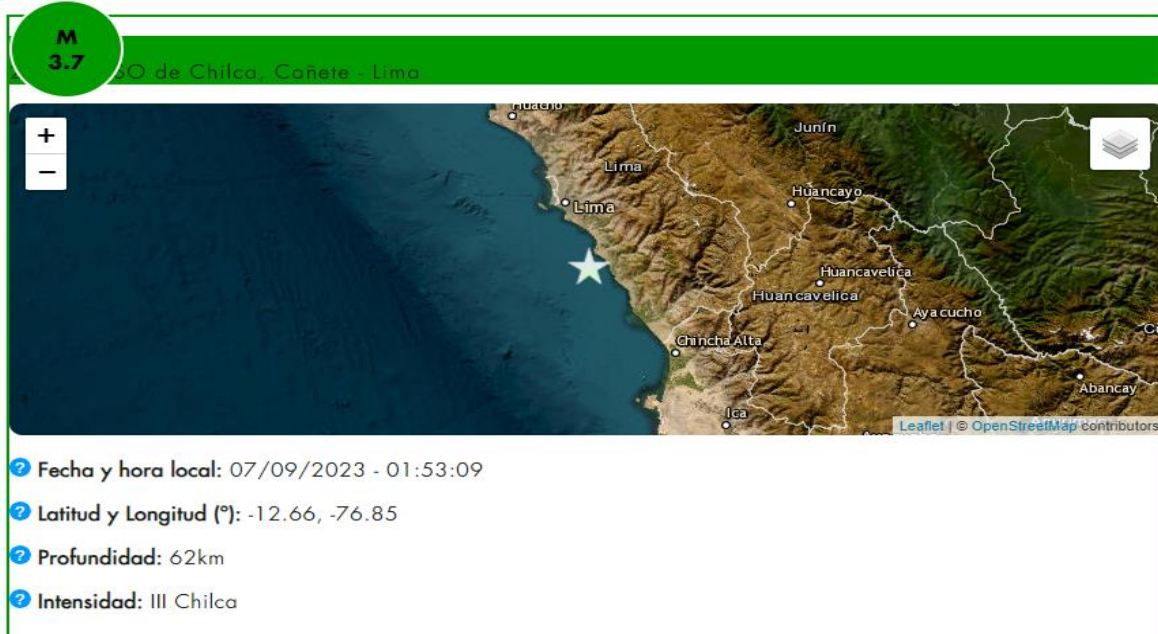 M
3.7
SO de Chilca, Cañete - Lima
+
−
Huacho
Junín
Lima
Huancayo
Lima
Huancavelica
Huancavelica
Ayacucho
Chincha Alta
Abancay
Ica
Leaflet | © OpenStreetMap contributors
Fecha y hora local: 07/09/2023 - 01:53:09
Latitud y Longitud (º): -12.66, -76.85
Profundidad: 62km
Intensidad: III Chilca